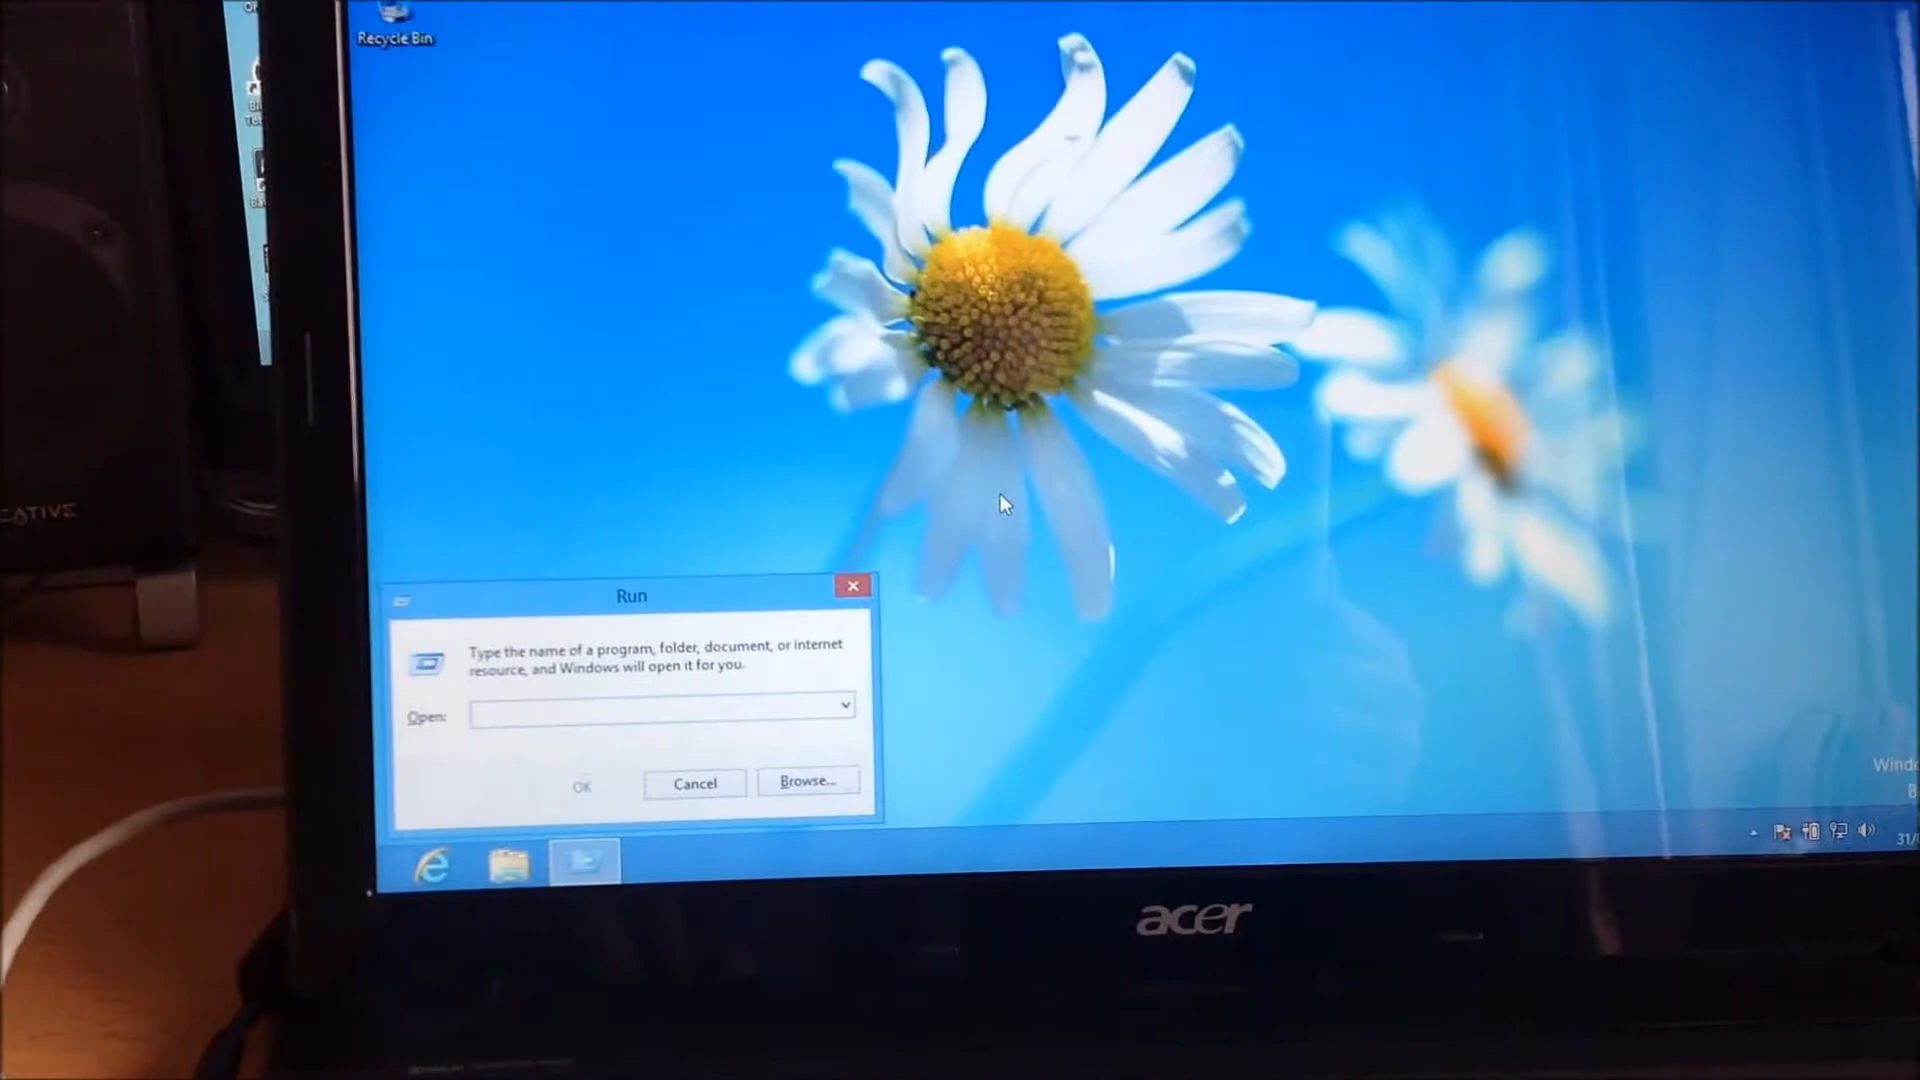 Recycle Bin
Run
Type the name of a program, folder, document, or internet
resource, and Windows will open it for you.
Open:
OK
Cancel
Browse...
acer